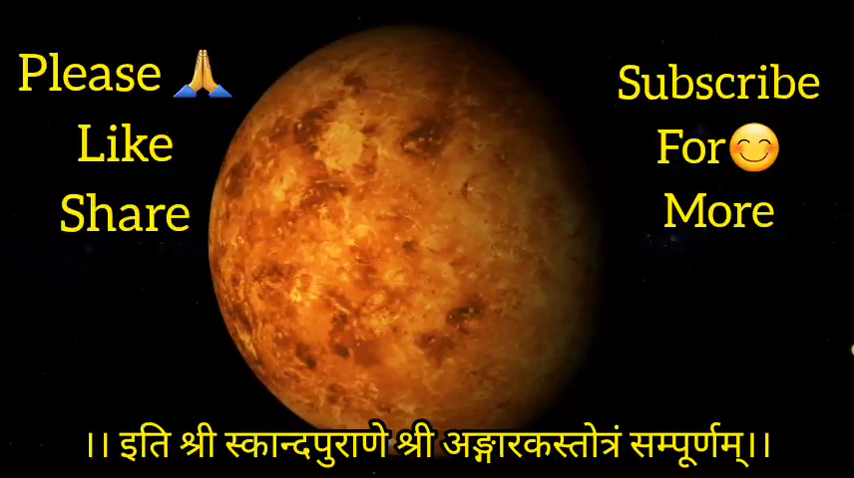 Please 🙏
Like
Share
Subscribe
For😊
More
।। इति श्री स्कान्दपुराणे श्री अङ्गारकस्तोत्रं सम्पूर्णम्।।